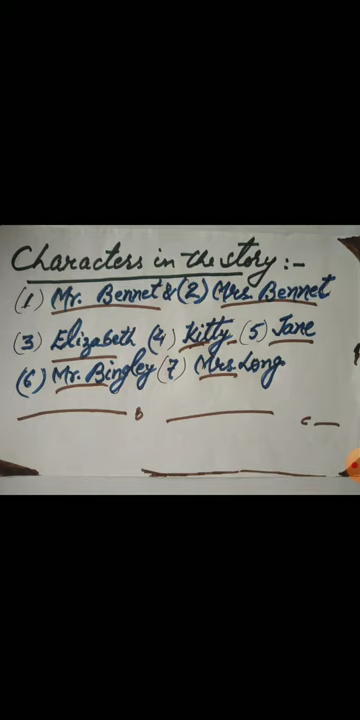 Characters in the story :-
(1) Mr. Bennet & (2) Mrs. Bennet
(3) Elizabeth (4) Kitty (5) Jane
(6) Mr. Bingley (7) Mrs. Long